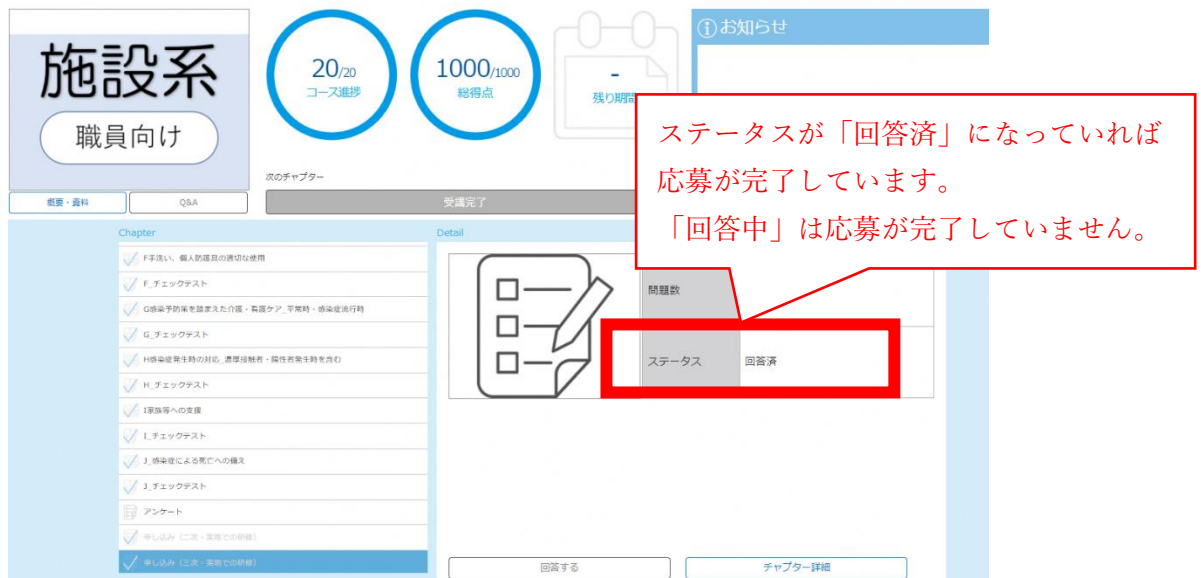 施設系
職員向け
20/20
コース進捗
1000/1000
総得点
-
残り期間
お知らせ
次のチャプター
受講完了
概要・資料
Q&A
ステータスが「回答済」になっていれば
応募が完了しています。
「回答中」は応募が完了していません。
Chapter
F手洗い、個人防護具の適切な使用
F_チェックテスト
G感染予防策を踏まえた介護・看護ケア_平常時・感染症流行時
G_チェックテスト
H感染症発生時の対応_濃厚接触者・陽性者発生時を含む
H_チェックテスト
I家族等への支援
I_チェックテスト
J_感染症による死亡への備え
J_チェックテスト
アンケート
申し込み（二次・実地での研修）
申し込み（三次・実地での研修）
Detail
問題数
ステータス
回答済
回答する
チャプター詳細